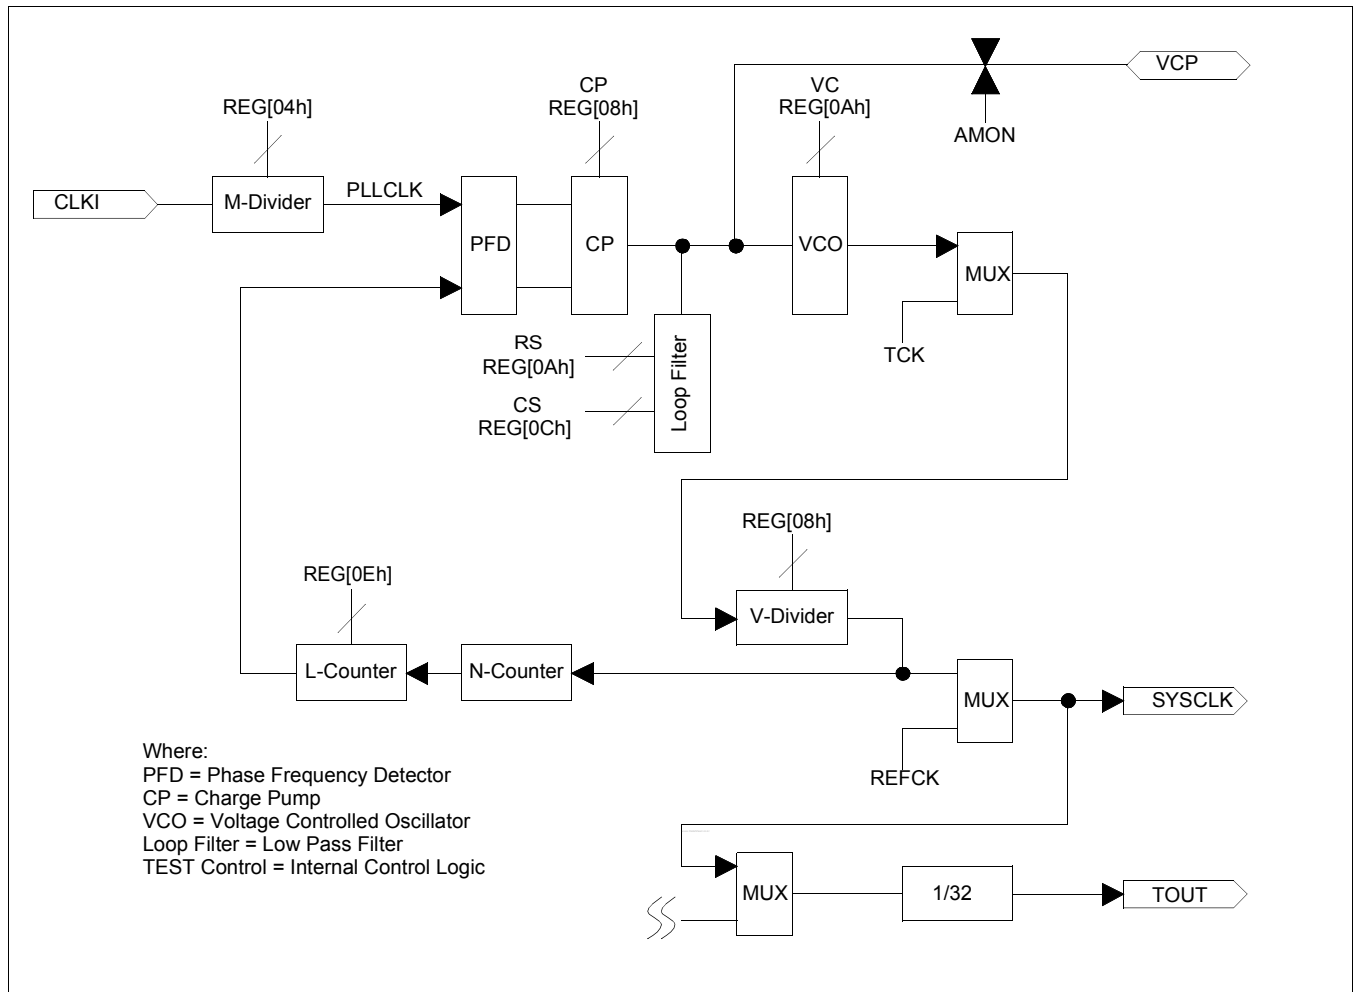 VCP
CP
REG[08h]
VC
REG[0Ah]
REG[04h]
AMON
CLKI
M-Divider
PLLCLK
PFD
CP
VCO
MUX
TCK
RS
REG[0Ah]
CS
REG[0Ch]
Loop Filter
REG[08h]
V-Divider
REG[0Eh]
L-Counter
N-Counter
MUX
SYSCLK
REFCK
Where:
PFD = Phase Frequency Detector
CP = Charge Pump
VCO = Voltage Controlled Oscillator
Loop Filter = Low Pass Filter
TEST Control = Internal Control Logic
MUX
1/32
TOUT